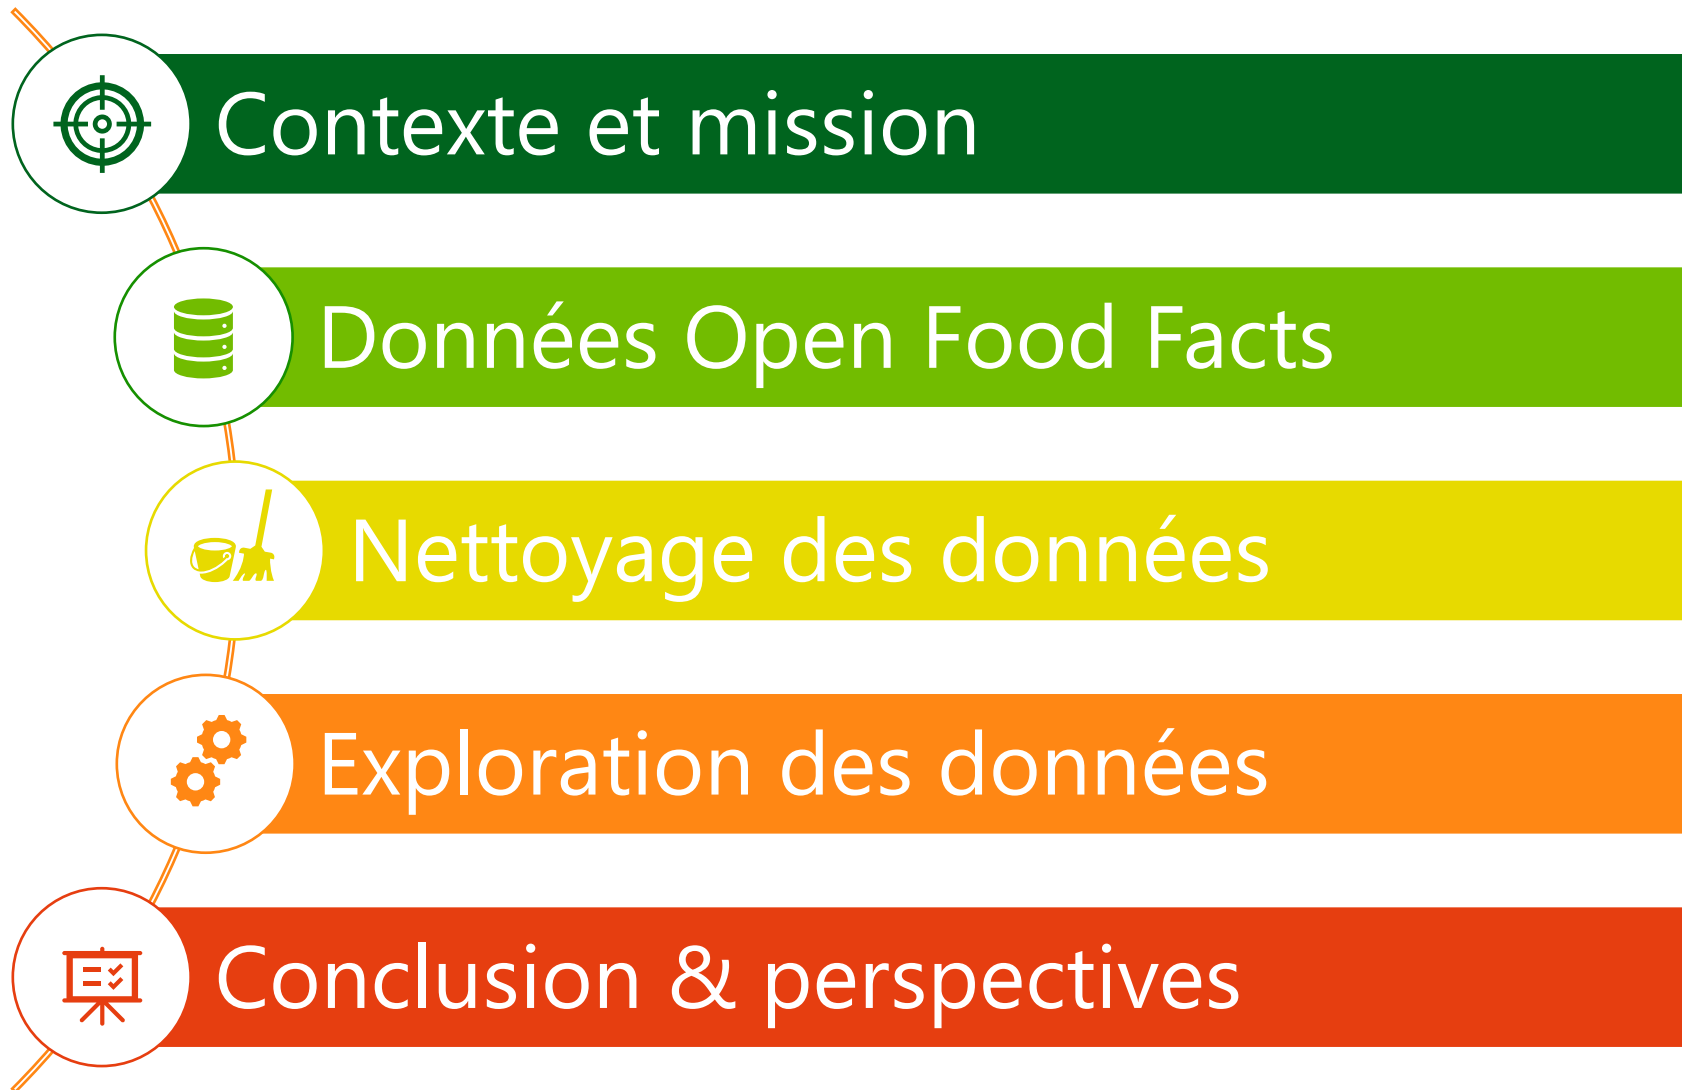 Contexte et mission
Données Open Food Facts
Nettoyage des données
Exploration des données
Conclusion & perspectives